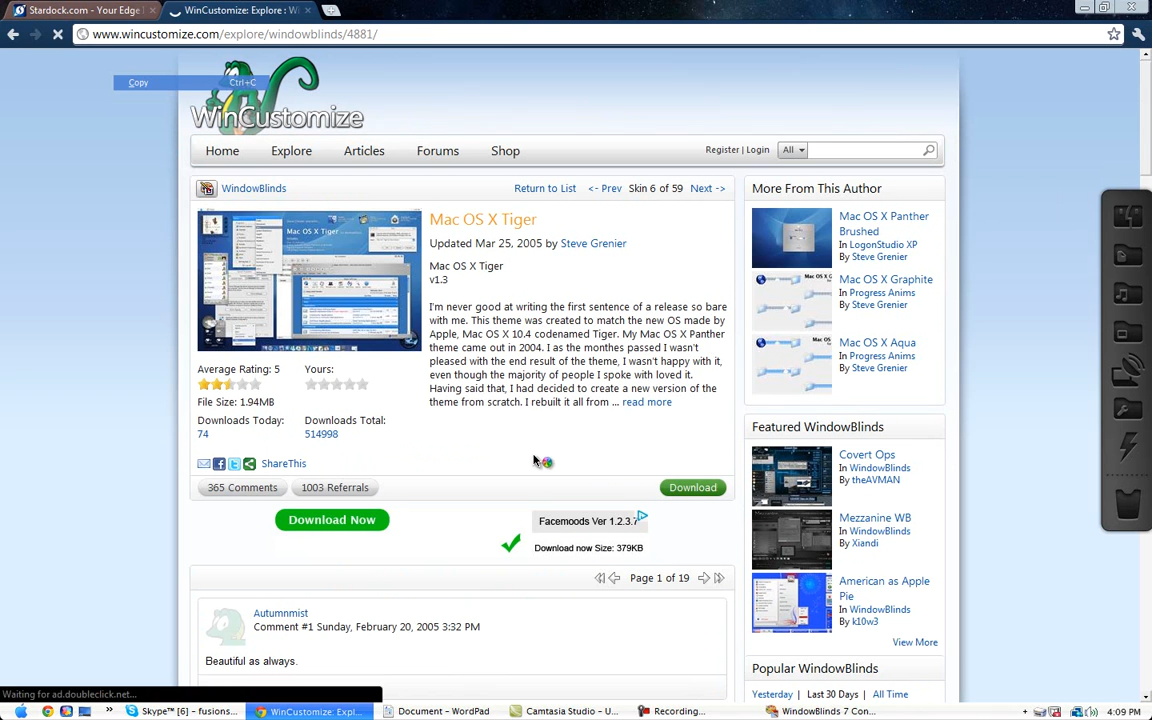 Stardock.com - Your Edge
WinCustomize: Explore : Wi
www.wincustomize.com/explore/windowblinds/4881/
Copy Ctrl+C
WinCustomize
Home Explore Articles Forums Shop
Register | Login All
WindowBlinds Return to List <- Prev Skin 6 of 59 Next ->
Mac OS X Tiger
Updated Mar 25, 2005 by Steve Grenier
Mac OS X Tiger
v1.3
I'm never good at writing the first sentence of a release so bare
with me. This theme was created to match the new OS made by
Apple, Mac OS X 10.4 codenamed Tiger. My Mac OS X Panther
theme came out in 2004. I as the monthes passed I wasn't
pleased with the end result of the theme, I wasn't happy with it,
even though the majority of people I spoke with loved it.
Having said that, I had decided to create a new version of the
theme from scratch. I rebuilt it all from ... read more
Average Rating: 5 Yours:
File Size: 1.94MB
Downloads Today: Downloads Total:
74 514998
ShareThis
365 Comments 1003 Referrals Download
Download Now
Facemoods Ver 1.2.3.7
Download now Size: 379KB
Page 1 of 19
Autumnmist
Comment #1 Sunday, February 20, 2005 3:32 PM
Beautiful as always.
More From This Author
Mac OS X Panther
Brushed
In LogonStudio XP
By Steve Grenier
Mac OS X Graphite
In Progress Anims
By Steve Grenier
Mac OS X Aqua
In Progress Anims
By Steve Grenier
Featured WindowBlinds
Covert Ops
In WindowBlinds
By theAVMAN
Mezzanine WB
In WindowBlinds
By Xiandi
American as Apple
Pie
In WindowBlinds
By k10w3
View More
Popular WindowBlinds
Yesterday | Last 30 Days | All Time
Waiting for ad.doubleclick.net...
» Skype™ [6] - fusions... WinCustomize: Expl... Document - WordPad Camtasia Studio - U... Recording... WindowBlinds 7 Con... 4:09 PM